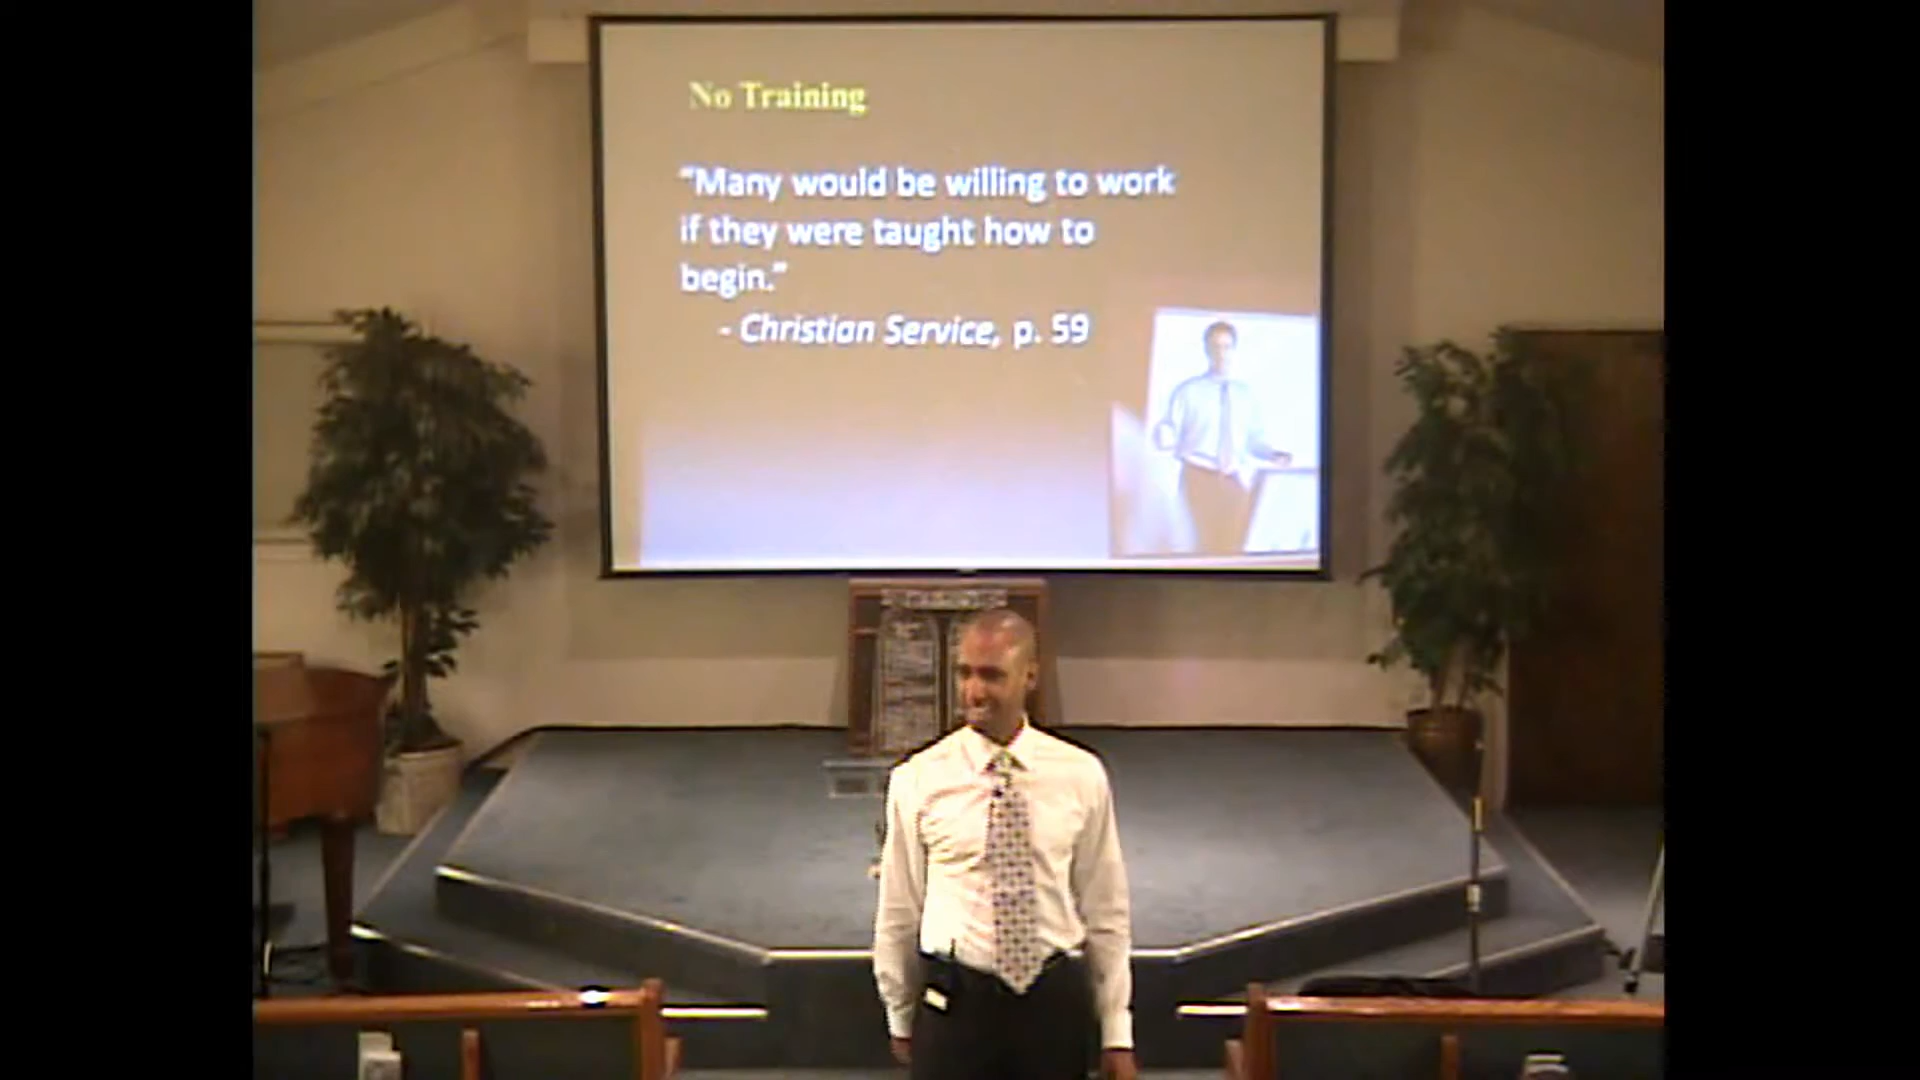 No Training
“Many would be willing to work
if they were taught how to
begin.”
- Christian Service, p. 59